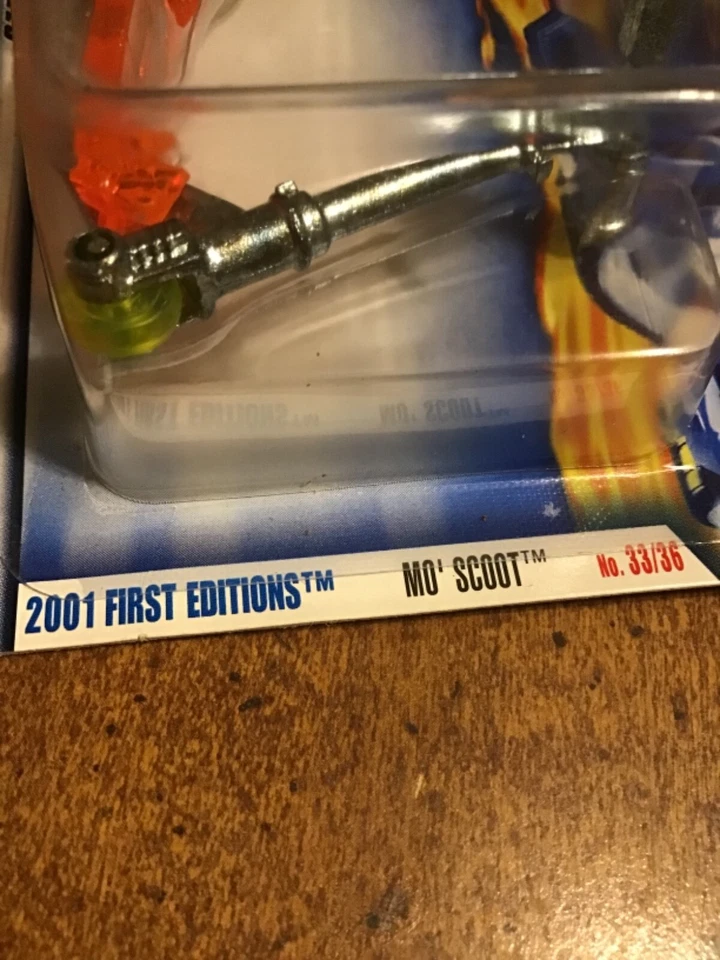 2001 FIRST EDITIONS™ MO' SCOOT™ No. 33/36